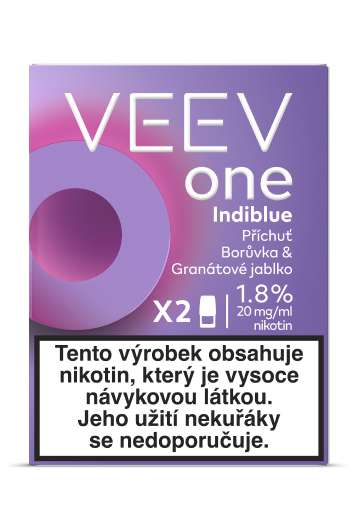 VEEV
one
Indiblue
Příchuť
Borůvka &
Granátové jablko
X2
1.8%
20 mg/ml
nikotin
Tento výrobek obsahuje
nikotin, který je vysoce
návykovou látkou.
Jeho užití nekuřáky
se nedoporučuje.